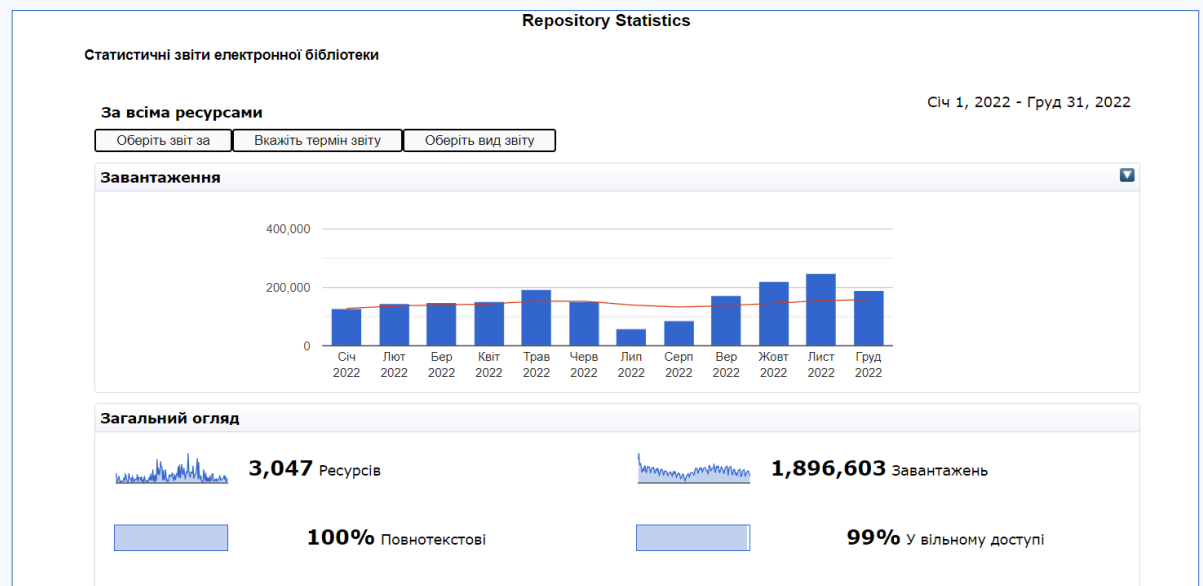 Repository Statistics
Статистичні звіти електронної бібліотеки
Січ 1, 2022 - Груд 31, 2022
За всіма ресурсами
Оберіть звіт за Вкажіть термін звіту Оберіть вид звіту
Завантаження
400,000
200,000
0
Січ Лют Бер Квіт Трав Черв Лип Серп Вер Жовт Лист Груд
2022 2022 2022 2022 2022 2022 2022 2022 2022 2022 2022 2022
Загальний огляд
3,047 Ресурсів 1,896,603 Завантажень
100% Повнотекстові 99% У вільному доступі